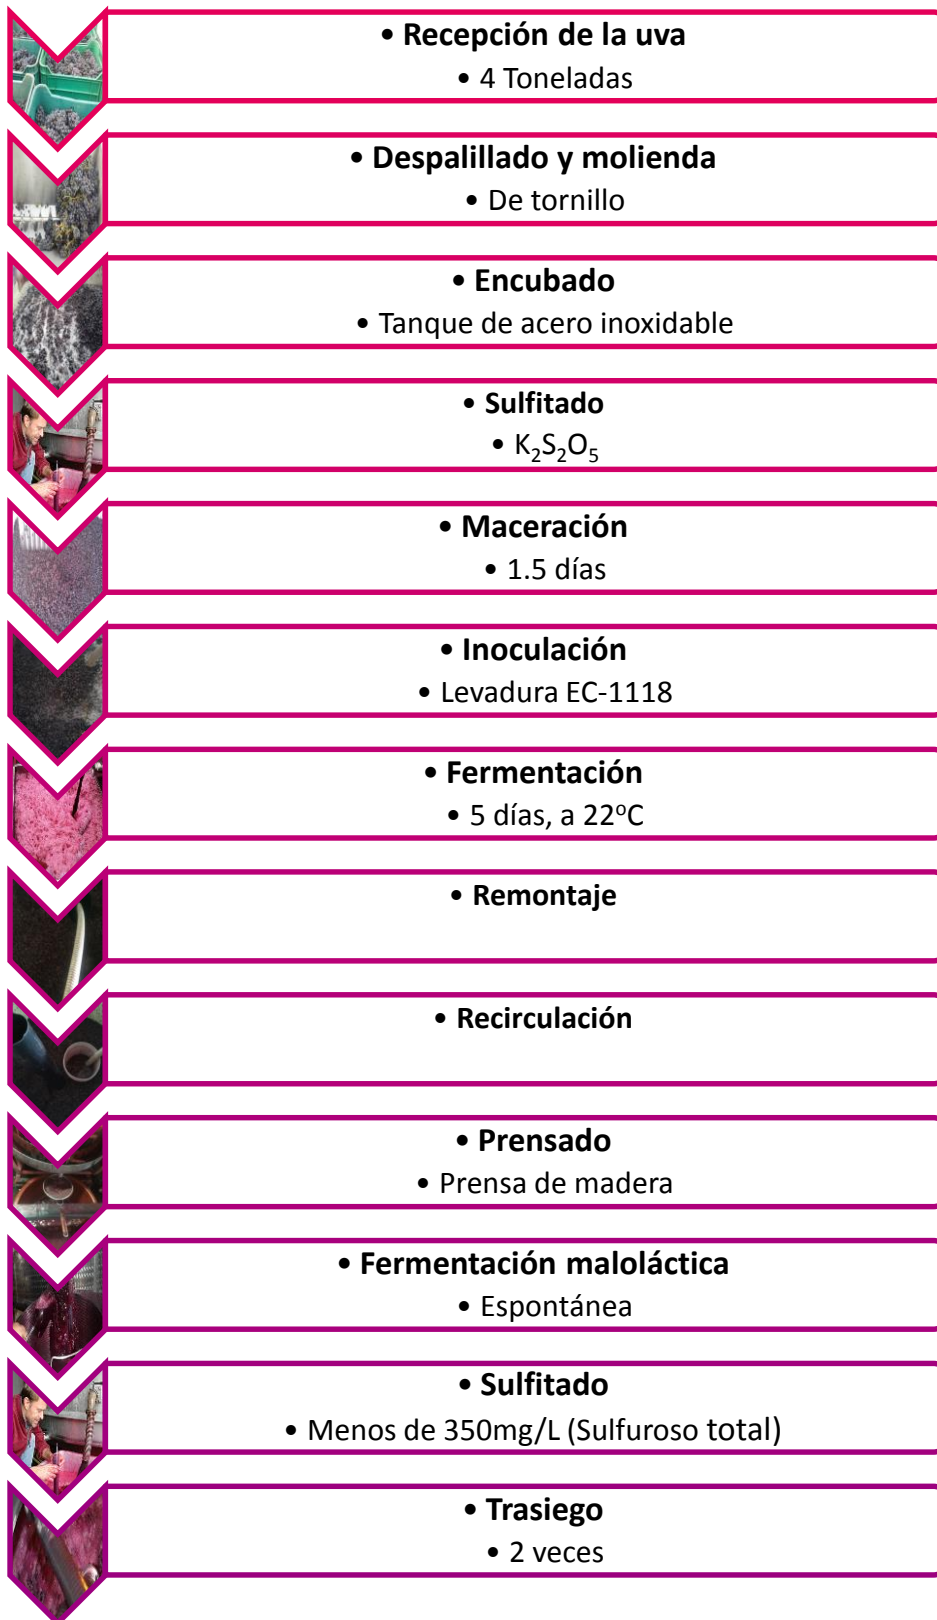 • Recepción de la uva
• 4 Toneladas
• Despalillado y molienda
• De tornillo
• Encubado
• Tanque de acero inoxidable
• Sulfitado
• K₂S₂O₅
• Maceración
• 1.5 días
• Inoculación
• Levadura EC-1118
• Fermentación
• 5 días, a 22ºC
• Remontaje
• Recirculación
• Prensado
• Prensa de madera
• Fermentación maloláctica
• Espontánea
• Sulfitado
• Menos de 350mg/L (Sulfuroso total)
• Trasiego
• 2 veces